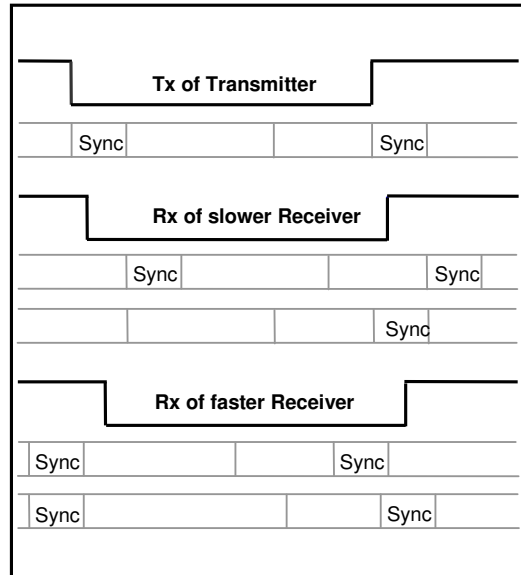 Tx of Transmitter
Sync Sync
Rx of slower Receiver
Sync Sync
Sync
Rx of faster Receiver
Sync Sync
Sync Sync